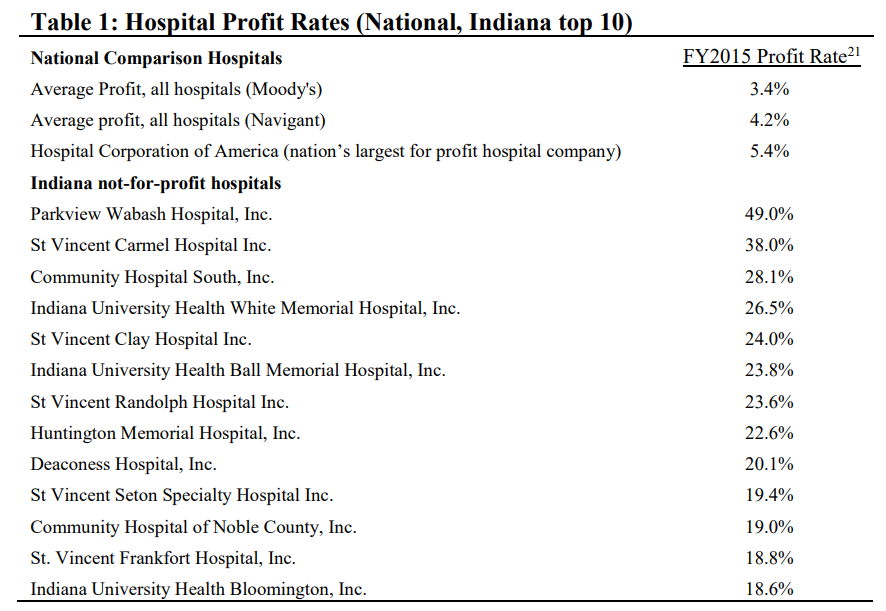 Table 1: Hospital Profit Rates (National, Indiana top 10)
National Comparison Hospitals FY2015 Profit Rate21
Average Profit, all hospitals (Moody's) 3.4%
Average profit, all hospitals (Navigant) 4.2%
Hospital Corporation of America (nation’s largest for profit hospital company) 5.4%
Indiana not-for-profit hospitals
Parkview Wabash Hospital, Inc. 49.0%
St Vincent Carmel Hospital Inc. 38.0%
Community Hospital South, Inc. 28.1%
Indiana University Health White Memorial Hospital, Inc. 26.5%
St Vincent Clay Hospital Inc. 24.0%
Indiana University Health Ball Memorial Hospital, Inc. 23.8%
St Vincent Randolph Hospital Inc. 23.6%
Huntington Memorial Hospital, Inc. 22.6%
Deaconess Hospital, Inc. 20.1%
St Vincent Seton Specialty Hospital Inc. 19.4%
Community Hospital of Noble County, Inc. 19.0%
St. Vincent Frankfort Hospital, Inc. 18.8%
Indiana University Health Bloomington, Inc. 18.6%